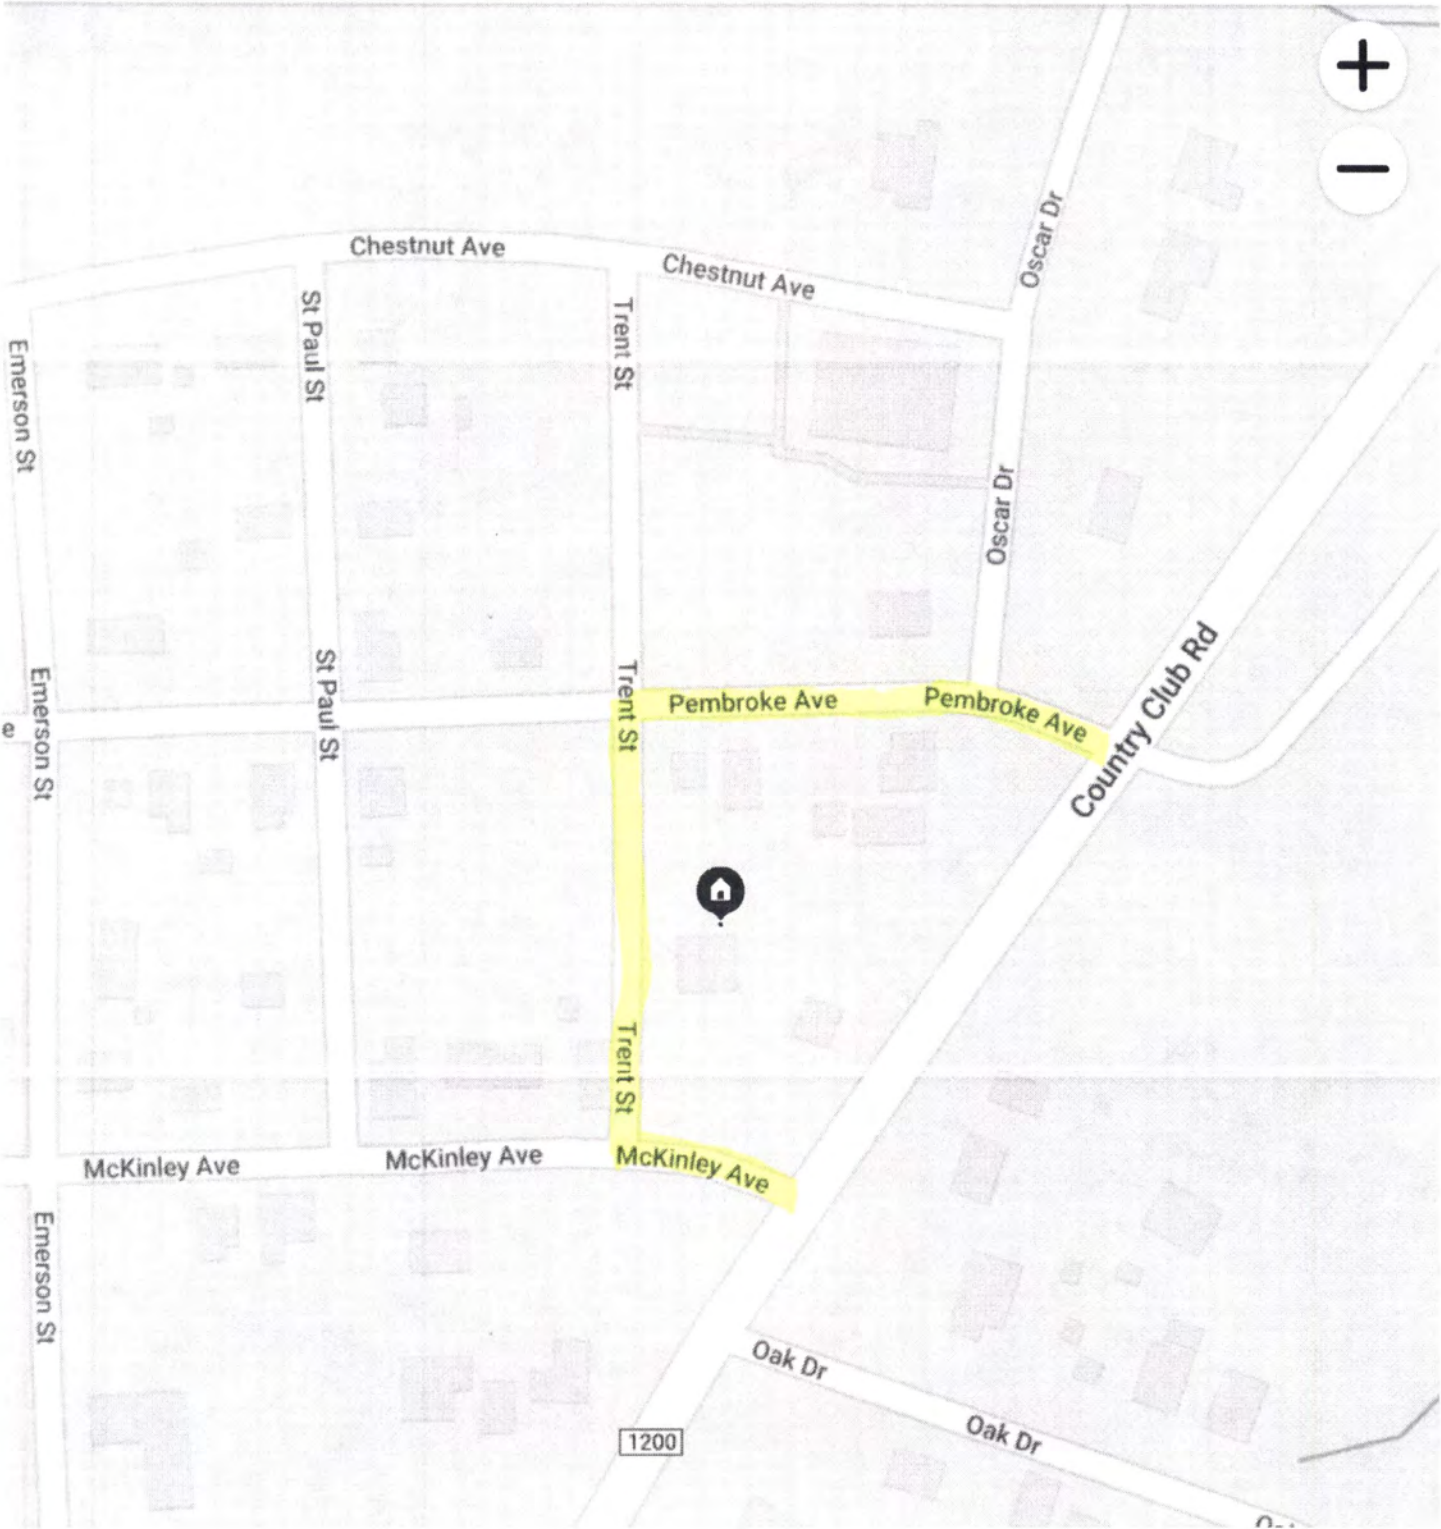 Chestnut Ave
Chestnut Ave
Oscar Dr
St Paul St
Trent St
Emerson St
Oscar Dr
Country Club Rd
St Paul St
Trent St
Pembroke Ave
Pembroke Ave
Emerson St
e
McKinley Ave
McKinley Ave
Trent St
McKinley Ave
Emerson St
Oak Dr
Oak Dr
1200